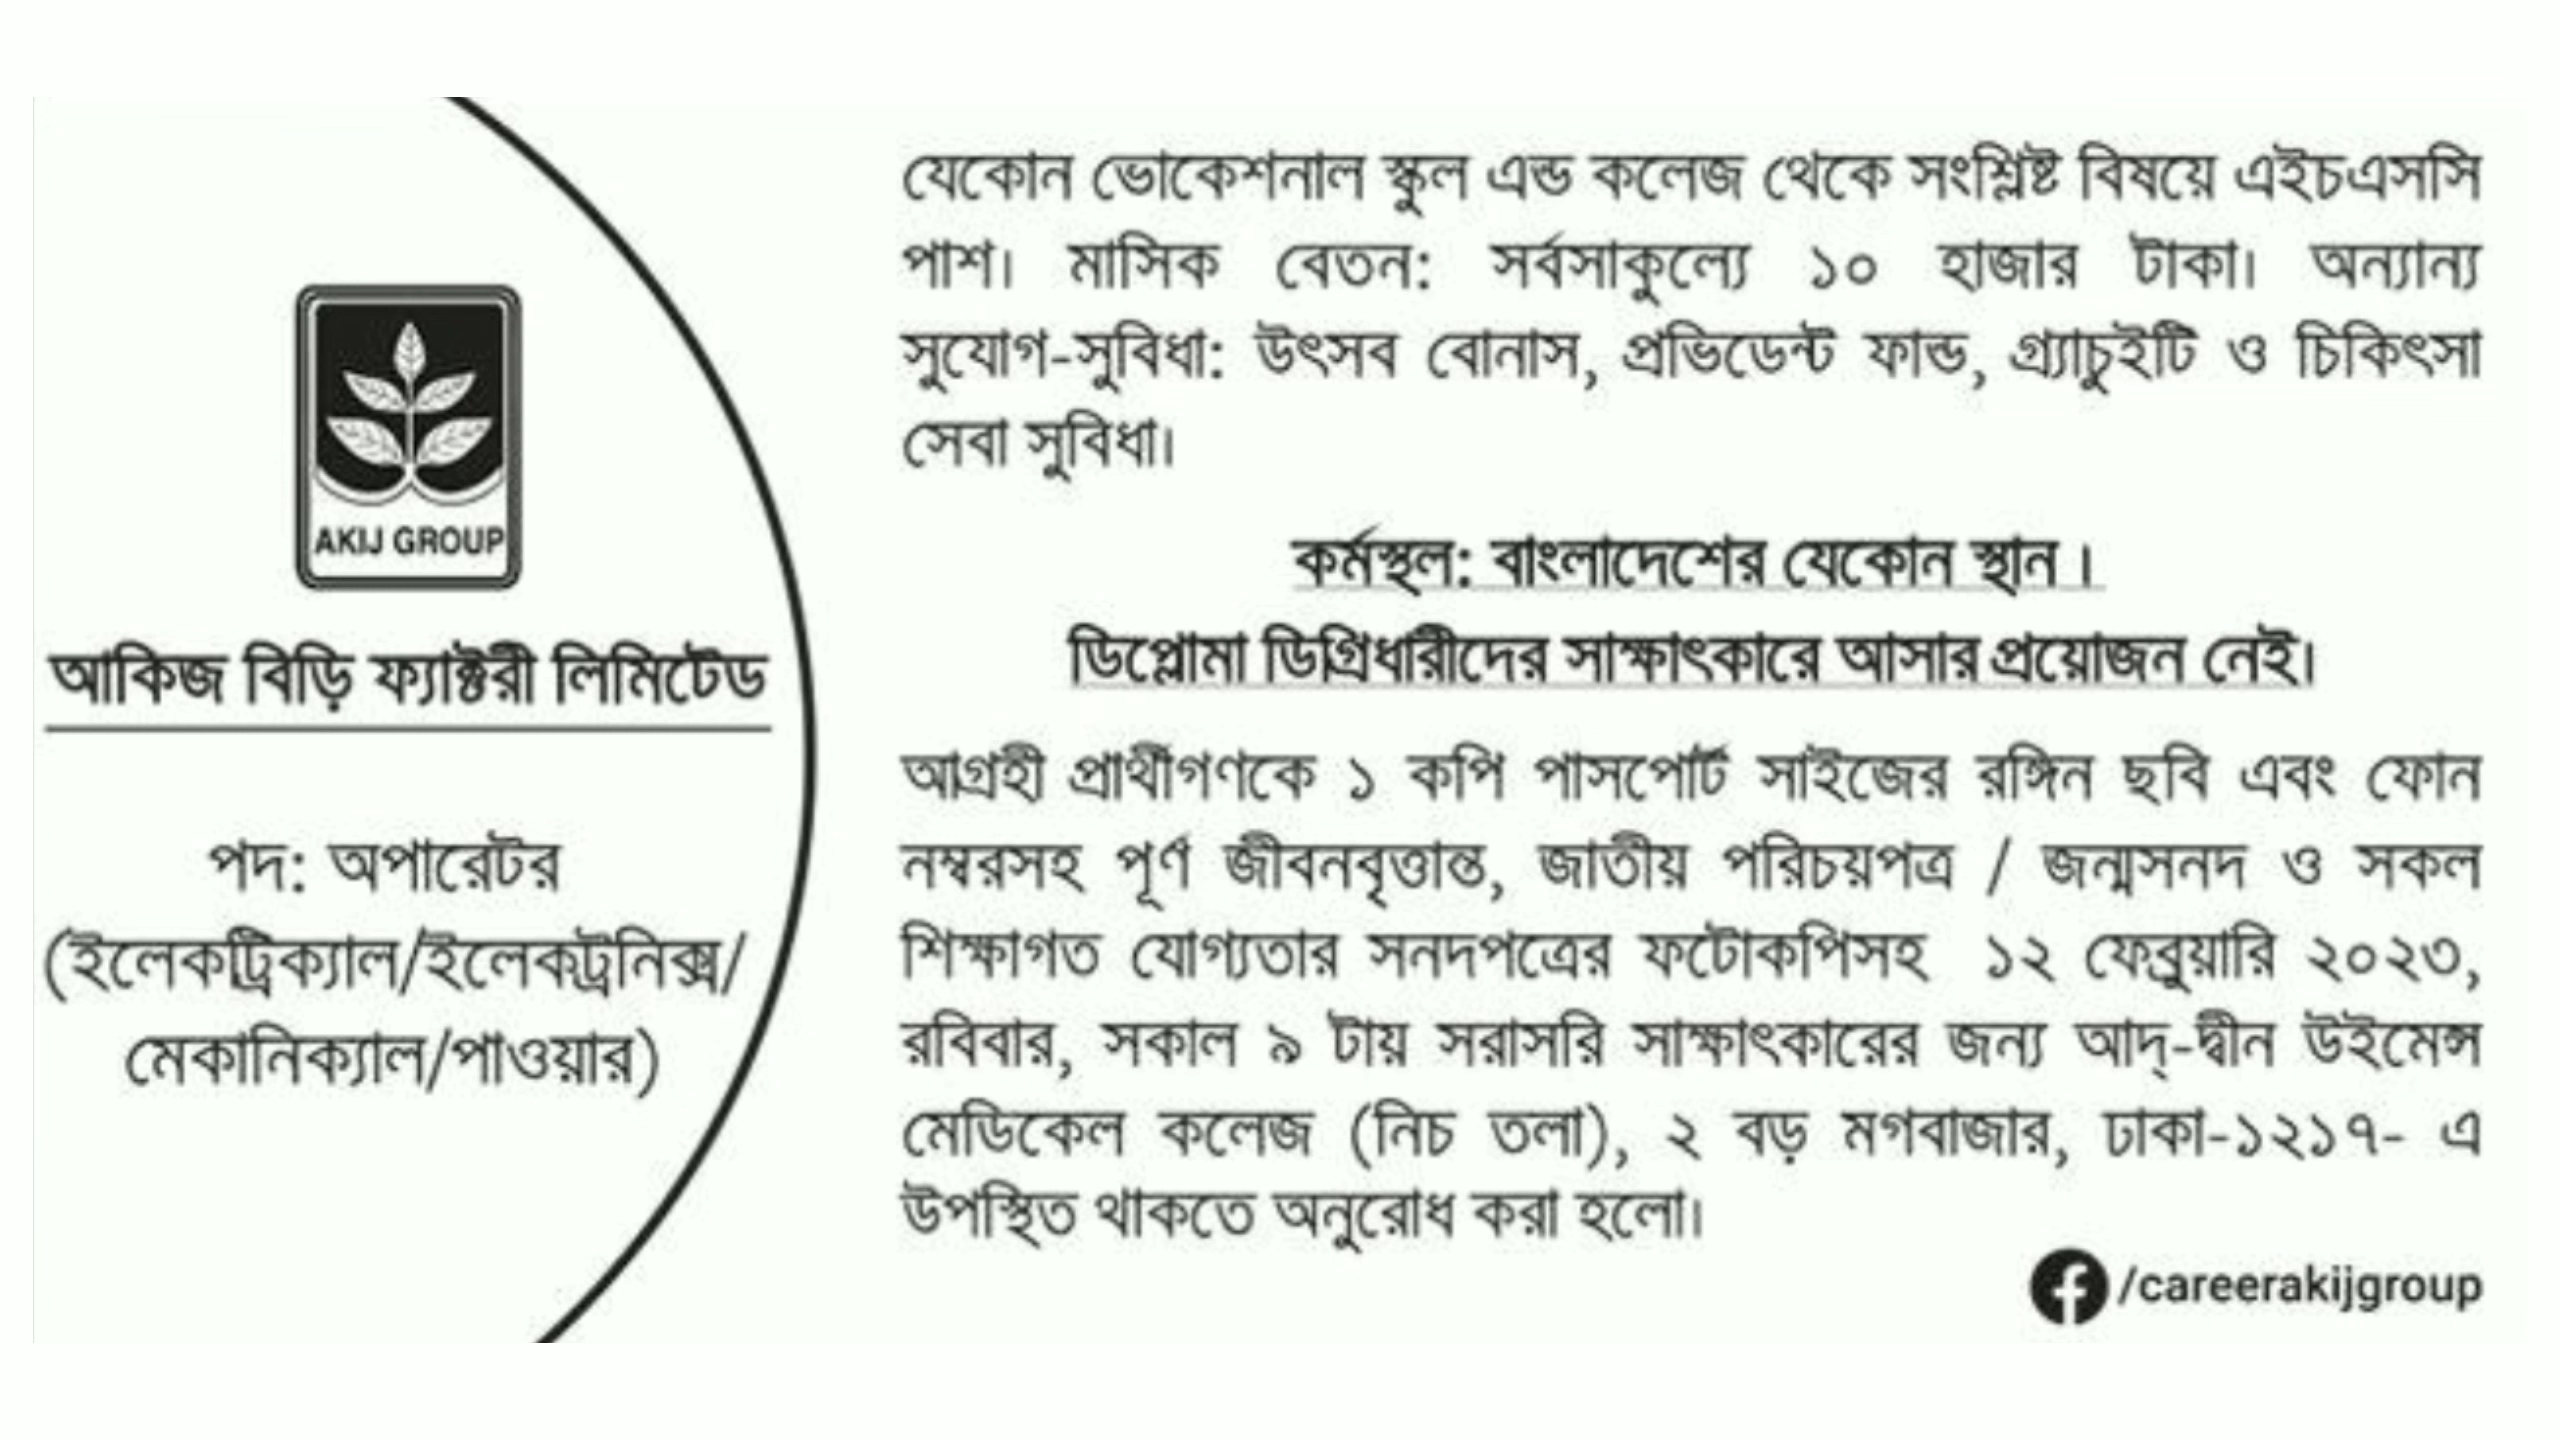 AKIJ GROUP
আকিজ বিড়ি ফ্যাক্টরী লিমিটেড
পদ: অপারেটর
(ইলেকট্রিক্যাল/ইলেকট্রনিক্স/
মেকানিক্যাল/পাওয়ার)
যেকোন ভোকেশনাল স্কুল এন্ড কলেজ থেকে সংশ্লিষ্ট বিষয়ে এইচএসসি
পাশ। মাসিক বেতন: সর্বসাকুল্যে ১০ হাজার টাকা। অন্যান্য
সুযোগ-সুবিধা: উৎসব বোনাস, প্রভিডেন্ট ফান্ড, গ্র্যাচুইটি ও চিকিৎসা
সেবা সুবিধা।
কর্মস্থল: বাংলাদেশের যেকোন স্থান ।
ডিপ্লোমা ডিগ্রিধারীদের সাক্ষাৎকারে আসার প্রয়োজন নেই।
আগ্রহী প্রার্থীগণকে ১ কপি পাসপোর্ট সাইজের রঙ্গিন ছবি এবং ফোন
নম্বরসহ পূর্ণ জীবনবৃত্তান্ত, জাতীয় পরিচয়পত্র / জন্মসনদ ও সকল
শিক্ষাগত যোগ্যতার সনদপত্রের ফটোকপিসহ ১২ ফেব্রুয়ারি ২০২৩,
রবিবার, সকাল ৯ টায় সরাসরি সাক্ষাৎকারের জন্য আদ্-দ্বীন উইমেন্স
মেডিকেল কলেজ (নিচ তলা), ২ বড় মগবাজার, ঢাকা-১২১৭- এ
উপস্থিত থাকতে অনুরোধ করা হলো।
/careerakijgroup